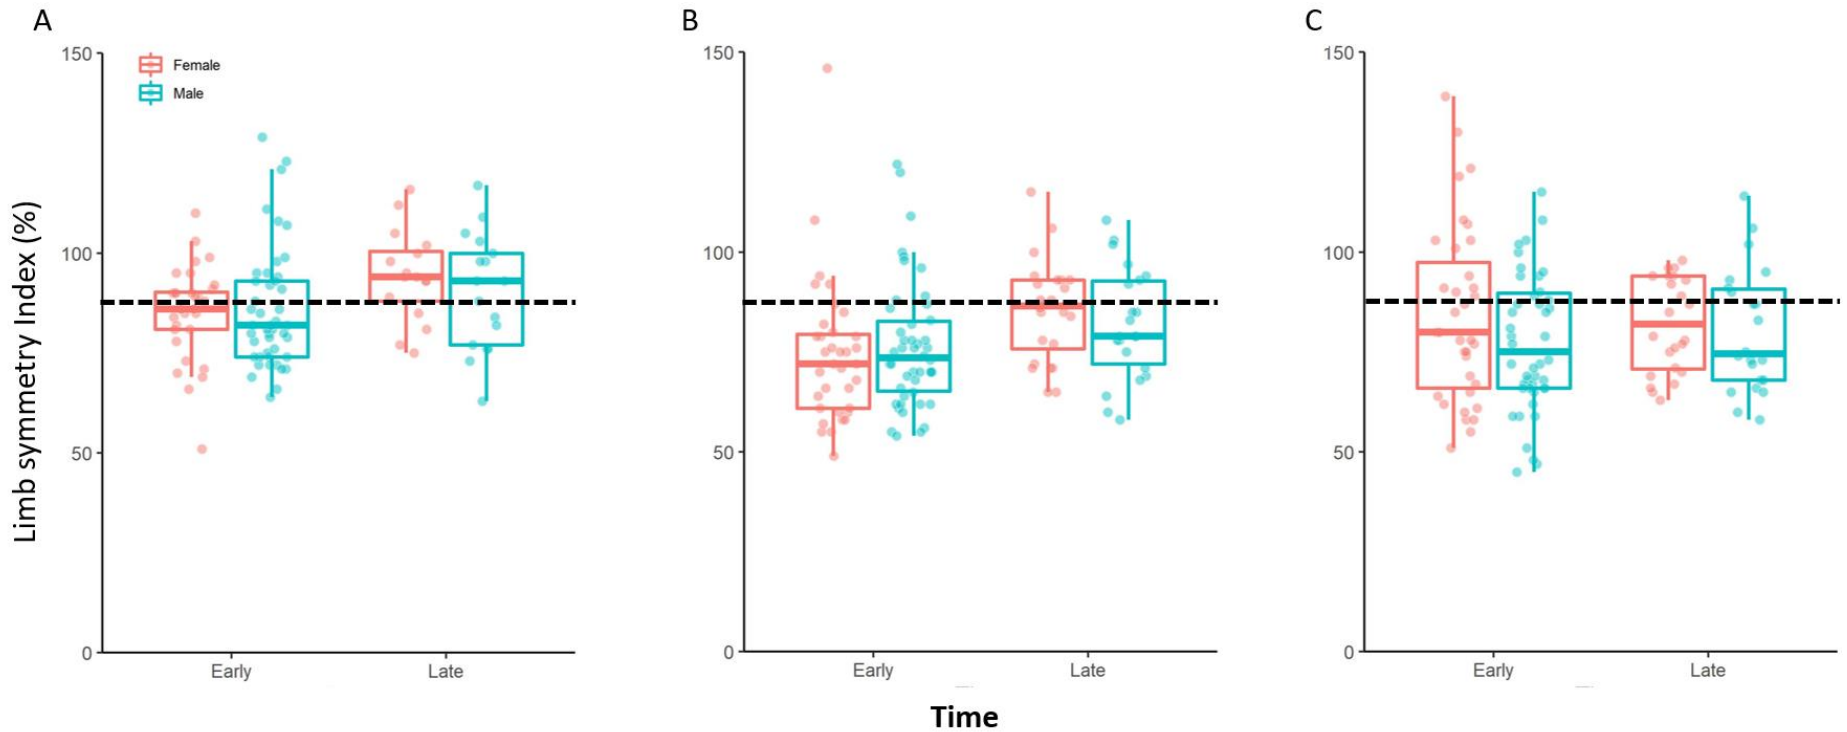 A
B
C
Limb symmetry Index (%)
150
100
50
0
Female
Male
Early
Late
150
100
50
0
Early
Late
150
100
50
0
Early
Late
Time